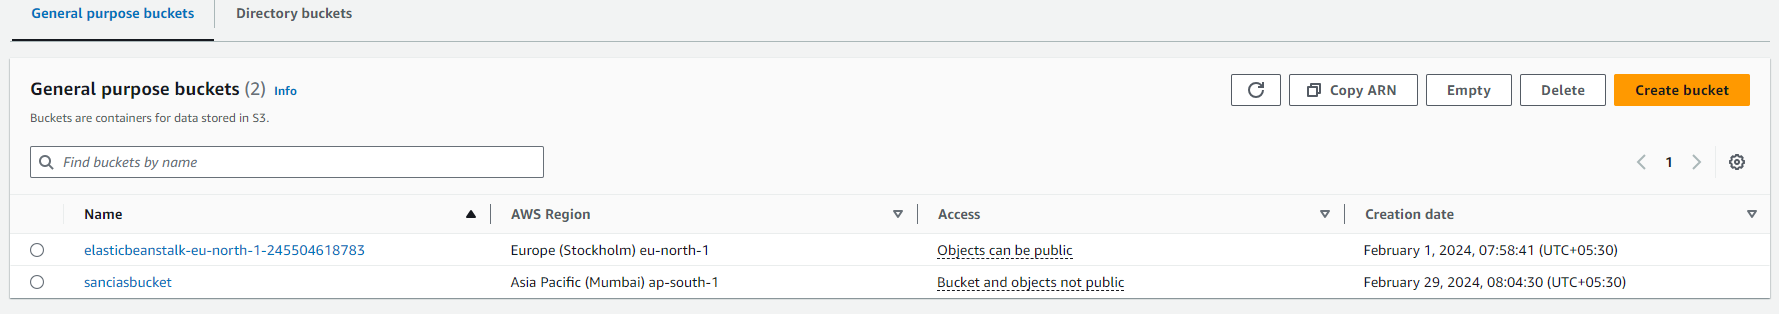 General purpose buckets Directory buckets
General purpose buckets (2) Info
Buckets are containers for data stored in S3.
Copy ARN Empty Delete Create bucket
Find buckets by name
1
Name AWS Region Access Creation date
elasticbeanstalk-eu-north-1-245504618783 Europe (Stockholm) eu-north-1 Objects can be public February 1, 2024, 07:58:41 (UTC+05:30)
sanciasbucket Asia Pacific (Mumbai) ap-south-1 Bucket and objects not public February 29, 2024, 08:04:30 (UTC+05:30)